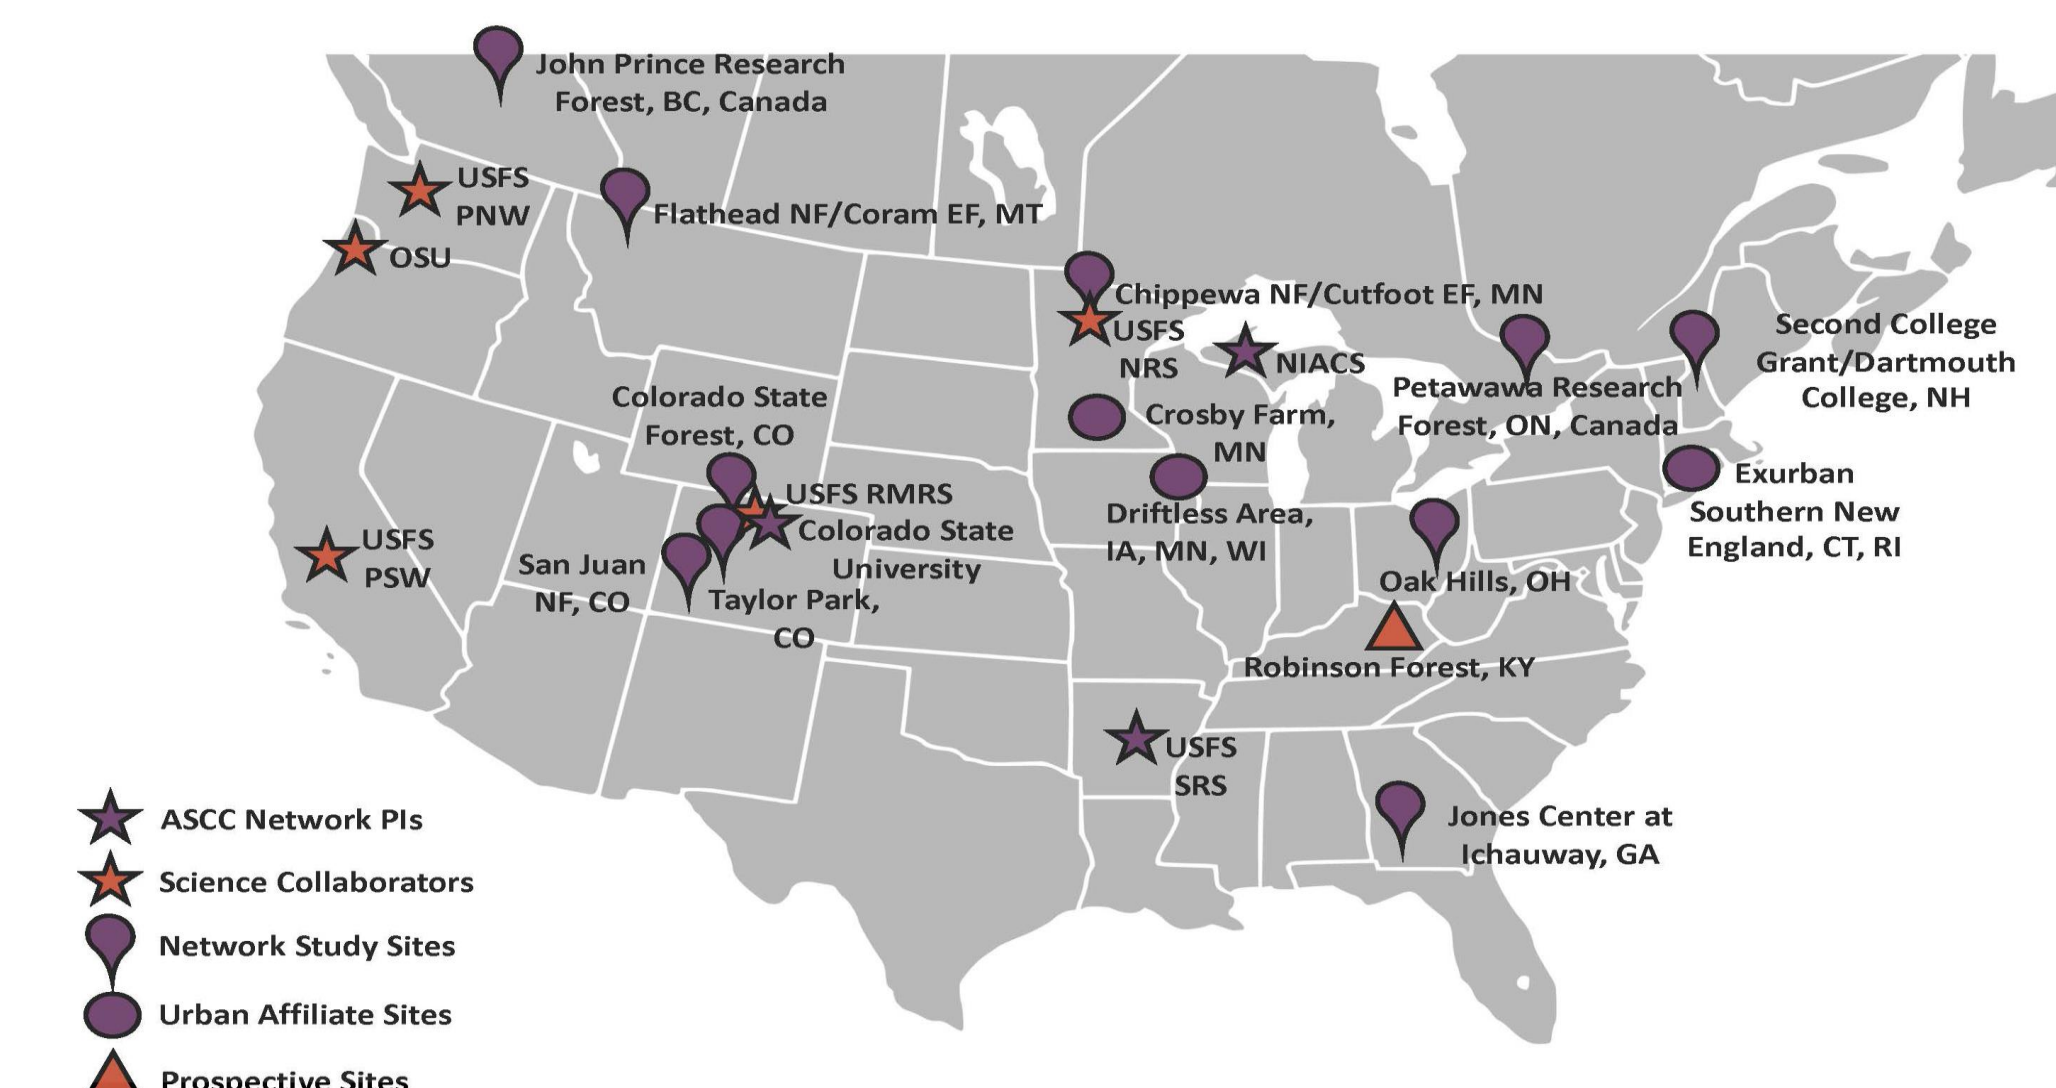 John Prince Research
Forest, BC, Canada
USFS
PNW
Flathead NF/Coram EF, MT
OSU
Chippewa NF/Cutfoot EF, MN
USFS
NRS
NIACS
Second College
Grant/Dartmouth
College, NH
Petawawa Research
Forest, ON, Canada
Colorado State
Forest, CO
Crosby Farm,
MN
Exurban
Southern New
England, CT, RI
USFS RMRS
Colorado State
University
Driftless Area,
IA, MN, WI
USFS
PSW
San Juan
NF, CO
Taylor Park,
CO
Oak Hills, OH
Robinson Forest, KY
USFS
SRS
Jones Center at
Ichauway, GA
ASCC Network PIs
Science Collaborators
Network Study Sites
Urban Affiliate Sites
Prospective Sites